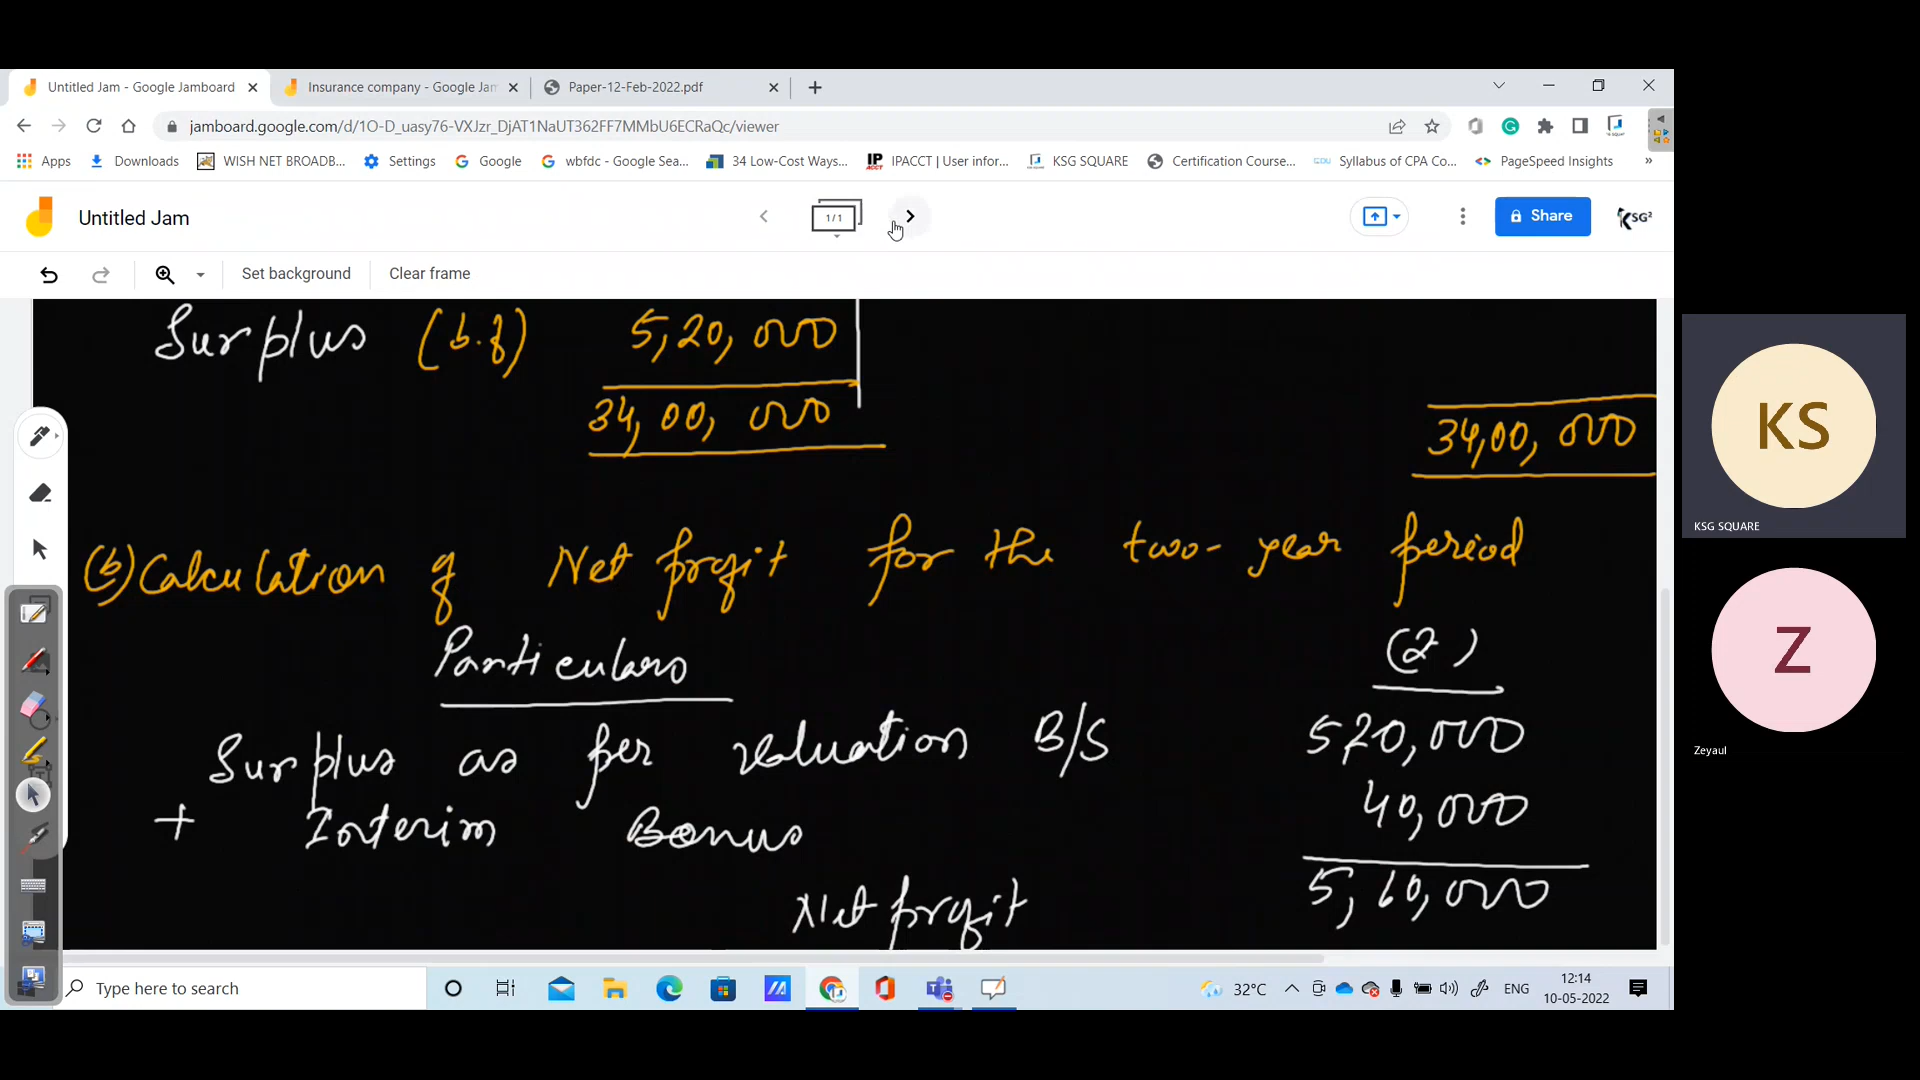 Untitled Jam - Google Jamboard
Insurance company - Google Jam
Paper-12-Feb-2022.pdf
jamboard.google.com/d/1O-D_uasy76-VXJzr_DjAT1NaUT362FF7MMbU6ECRaQc/viewer
Apps Downloads WISH NET BROADB... Settings Google wbfdc - Google Sea... 34 Low-Cost Ways... IPACCT | User infor... KSG SQUARE Certification Course... Syllabus of CPA Co... PageSpeed Insights »
Untitled Jam
1/1
Share
KSG²
Set background
Clear frame
Surplus (b.f) 5,20,000
34,00,000 34,00,000
(b) Calculation of Net profit for the two-year period
Particulars (₹)
Surplus as per valuation B/S 520,000
+ Interim Bonus 40,000
Net profit 5,60,000
KS
KSG SQUARE
Z
Zeyaul
Type here to search
32°C
ENG
12:14
10-05-2022